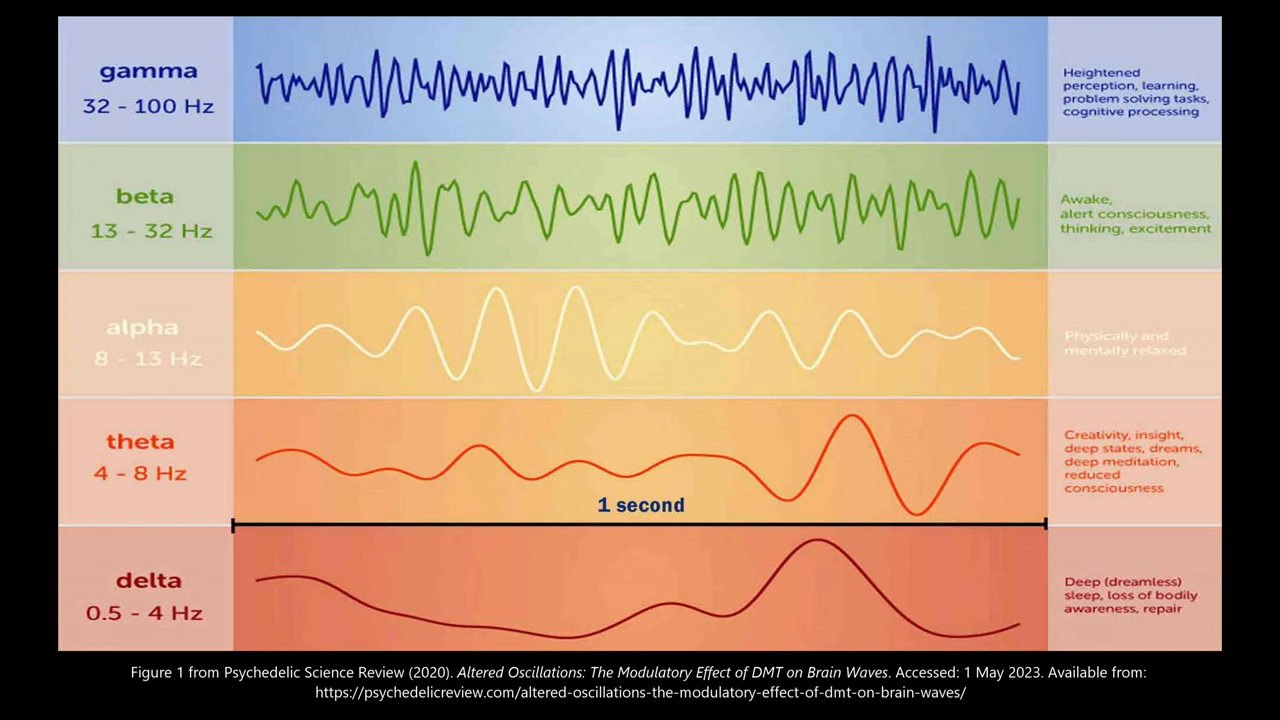 gamma
32 - 100 Hz
Heightened
perception, learning,
problem solving tasks,
cognitive processing
beta
13 - 32 Hz
Awake,
alert consciousness,
thinking, excitement
alpha
8 - 13 Hz
Physically and
mentally relaxed
theta
4 - 8 Hz
Creativity, insight,
deep states, dreams,
deep meditation,
reduced
consciousness
1 second
delta
0.5 - 4 Hz
Deep (dreamless)
sleep, loss of bodily
awareness, repair
Figure 1 from Psychedelic Science Review (2020). Altered Oscillations: The Modulatory Effect of DMT on Brain Waves. Accessed: 1 May 2023. Available from:
https://psychedelicreview.com/altered-oscillations-the-modulatory-effect-of-dmt-on-brain-waves/